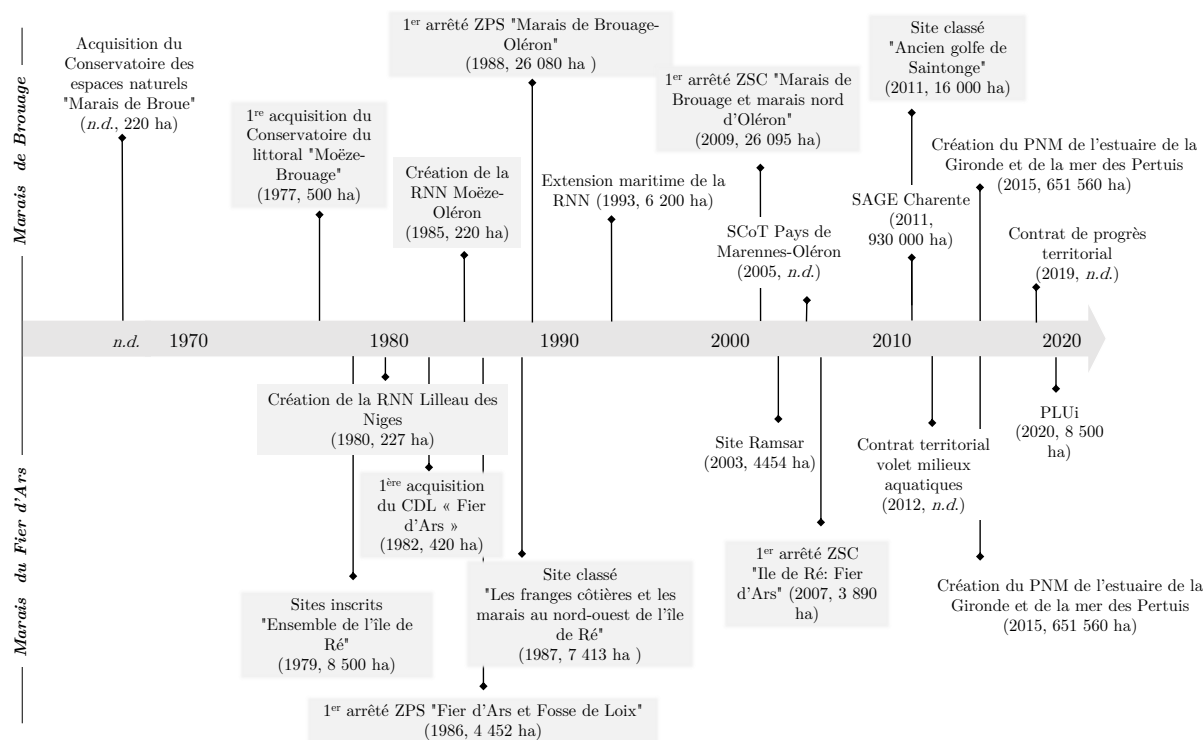 Marais de Brouage
Acquisition du
Conservatoire des
espaces naturels
"Marais de Broue"
(n.d., 220 ha)
1re acquisition du
Conservatoire du
littoral "Moëze-
Brouage"
(1977, 500 ha)
Création de la
RNN Moëze-
Oléron
(1985, 220 ha)
1er arrêté ZPS "Marais de Brouage-
Oléron"
(1988, 26 080 ha )
Extension maritime de la
RNN (1993, 6 200 ha)
1er arrêté ZSC "Marais de
Brouage et marais nord
d'Oléron"
(2009, 26 095 ha)
SCoT Pays de
Marennes-Oléron
(2005, n.d.)
Site classé
"Ancien golfe de
Saintonge"
(2011, 16 000 ha)
SAGE Charente
(2011,
930 000 ha)
Création du PNM de l'estuaire de la
Gironde et de la mer des Pertuis
(2015, 651 560 ha)
Contrat de progrès
territorial
(2019, n.d.)
n.d. 1970 1980 1990 2000 2010 2020
Marais du Fier d'Ars
Création de la RNN Lilleau des
Niges
(1980, 227 ha)
1ère acquisition
du CDL « Fier
d'Ars »
(1982, 420 ha)
Sites inscrits
"Ensemble de l'île de
Ré"
(1979, 8 500 ha)
1er arrêté ZPS "Fier d'Ars et Fosse de Loix"
(1986, 4 452 ha)
Site classé
"Les franges côtières et les
marais au nord-ouest de l'île
de Ré"
(1987, 7 413 ha )
Site Ramsar
(2003, 4454 ha)
1er arrêté ZSC
"Ile de Ré: Fier
d'Ars" (2007, 3 890
ha)
Contrat territorial
volet milieux
aquatiques
(2012, n.d.)
Création du PNM de l'estuaire de la
Gironde et de la mer des Pertuis
(2015, 651 560 ha)
PLUi
(2020, 8 500
ha)